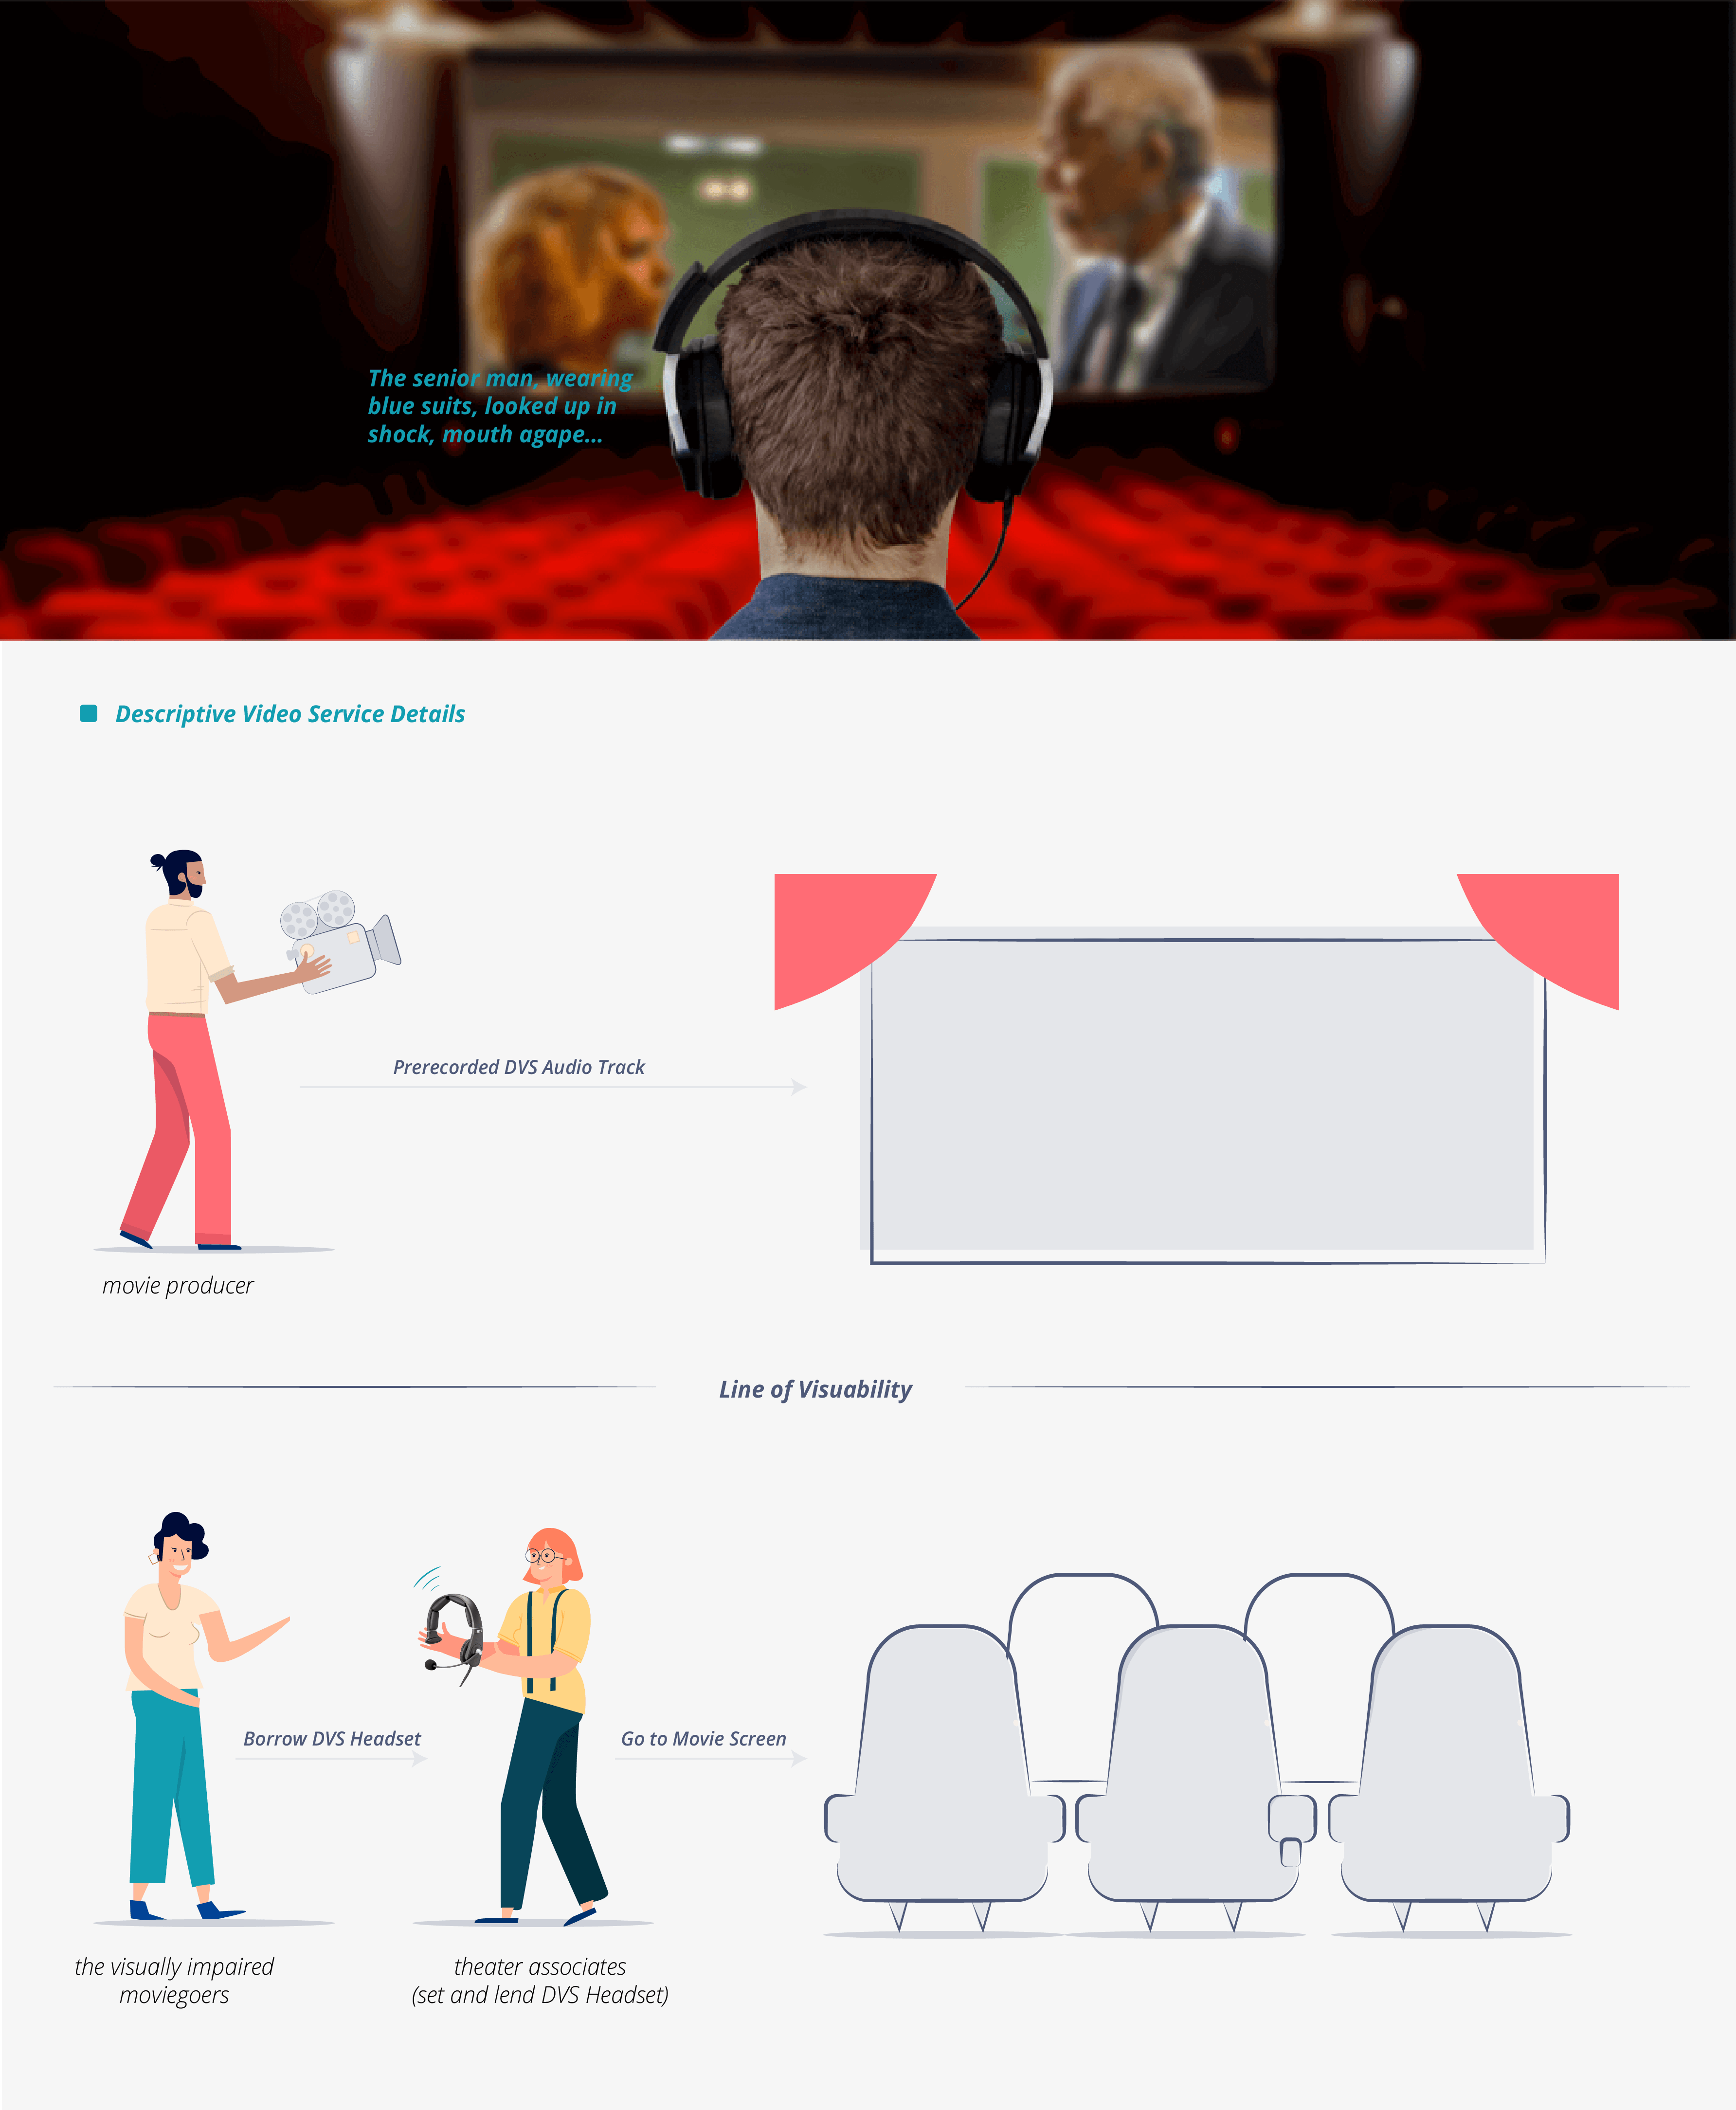 The senior man, wearing
blue suits, looked up in
shock, mouth agape...
Descriptive Video Service Details
Prerecorded DVS Audio Track
movie producer
Line of Visuability
Borrow DVS Headset
Go to Movie Screen
the visually impaired
moviegoers
theater associates
(set and lend DVS Headset)